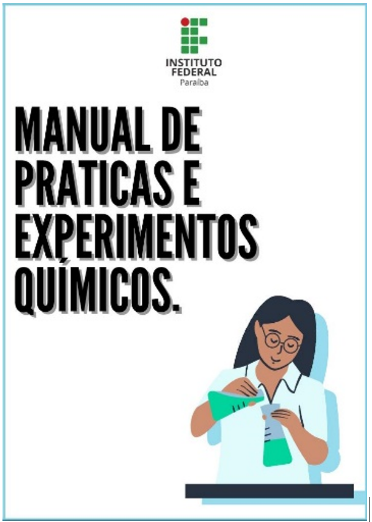 INSTITUTO
FEDERAL
Paraíba
MANUAL DE
PRATICAS E
EXPERIMENTOS
QUÍMICOS.